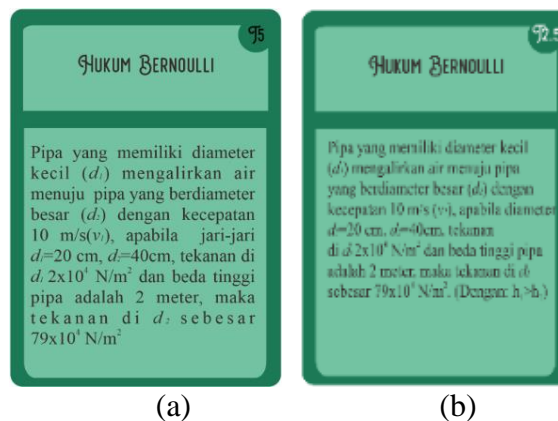 T5
HUKUM BERNOULLI
Pipa yang memiliki diameter
kecil (d₁) mengalirkan air
menuju pipa yang berdiameter
besar (d₂) dengan kecepatan
10 m/s(v₁), apabila jari-jari
d₁=20 cm, d₂=40cm, tekanan di
d₁ 2x10⁴ N/m² dan beda tinggi
pipa adalah 2 meter, maka
tekanan di d₂ sebesar
79x10⁴ N/m²
(a)
T2.5
HUKUM BERNOULLI
Pipa yang memiliki diameter kecil
(d₁) mengalirkan air menuju pipa
yang berdiameter besar (d₂) dengan
kecepatan 10 m/s (v₁), apabila diameter
d₁=20 cm, d₂=40cm, tekanan
di d₁ 2x10⁴ N/m² dan beda tinggi pipa
adalah 2 meter, maka tekanan di d₂
sebesar 79x10⁴ N/m². (Dengan: h₂>h₁)
(b)